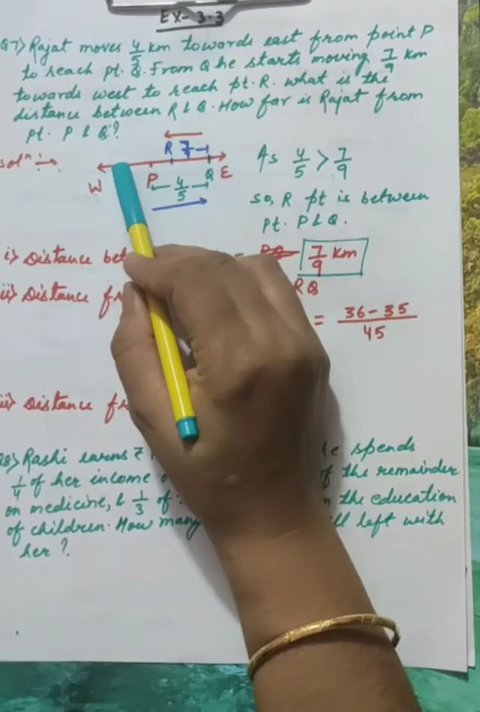 EX-3.3
Q7) Rajat moves 4/5 km towards east from point P
to reach pt. Q. From Q he starts moving 7/9 km
towards west to reach pt. R. what is the
distance between R & Q. How far is Rajat from
pt. P & Q?
solⁿ :→
R 7
W P 4/5 Q E
As 4/5 > 7/9
so, R pt is between
pt. P & Q.
i) Distance = 7/9 km
ii) Distance RQ
= 36-35/45
Distance
Q8) Rashi earns ₹ spends
1/4 of her income the remainder
on medicine, & 1/3 of the education
of children. How many left with
her?